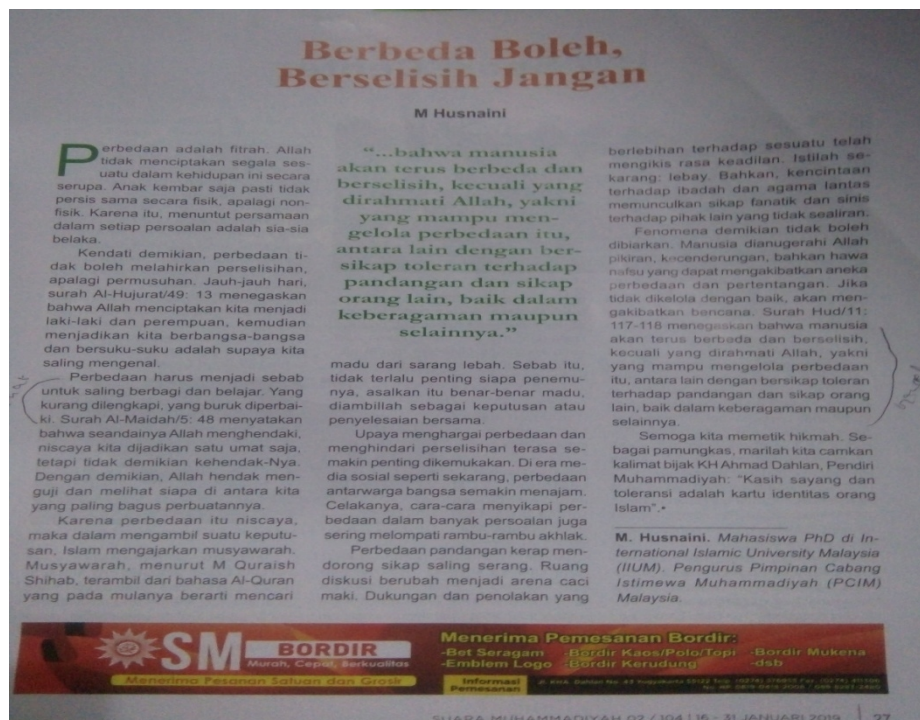 Berbeda Boleh,
Berselisih Jangan
M Husnaini
Perbedaan adalah fitrah. Allah
tidak menciptakan segala ses-
uatu dalam kehidupan ini secara
serupa. Anak kembar saja pasti tidak
persis sama secara fisik, apalagi non-
fisik. Karena itu, menuntut persamaan
dalam setiap persoalan adalah sia-sia
belaka.
Kendati demikian, perbedaan ti-
dak boleh melahirkan perselisihan,
apalagi permusuhan. Jauh-jauh hari,
surah Al-Hujurat/49: 13 menegaskan
bahwa Allah menciptakan kita menjadi
laki-laki dan perempuan, kemudian
menjadikan kita berbangsa-bangsa
dan bersuku-suku adalah supaya kita
saling mengenal.
Perbedaan harus menjadi sebab
untuk saling berbagi dan belajar. Yang
kurang dilengkapi, yang buruk diperbai-
ki. Surah Al-Maidah/5: 48 menyatakan
bahwa seandainya Allah menghendaki,
niscaya kita dijadikan satu umat saja,
tetapi tidak demikian kehendak-Nya.
Dengan demikian, Allah hendak men-
guji dan melihat siapa di antara kita
yang paling bagus perbuatannya.
Karena perbedaan itu niscaya,
maka dalam mengambil suatu keputu-
san, Islam mengajarkan musyawarah.
Musyawarah, menurut M Quraish
Shihab, terambil dari bahasa Al-Quran
yang pada mulanya berarti mencari
"...bahwa manusia
akan terus berbeda dan
berselisih, kecuali yang
dirahmati Allah, yakni
yang mampu men-
gelola perbedaan itu,
antara lain dengan ber-
sikap toleran terhadap
pandangan dan sikap
orang lain, baik dalam
keberagaman maupun
selainnya."
madu dari sarang lebah. Sebab itu,
tidak terlalu penting siapa penemu-
nya, asalkan itu benar-benar madu,
diambillah sebagai keputusan atau
penyelesaian bersama.
Upaya menghargai perbedaan dan
menghindari perselisihan terasa se-
makin penting dikemukakan. Di era me-
dia sosial seperti sekarang, perbedaan
antarwarga bangsa semakin menajam.
Celakanya, cara-cara menyikapi per-
bedaan dalam banyak persoalan juga
sering melompati rambu-rambu akhlak.
Perbedaan pandangan kerap men-
dorong sikap saling serang. Ruang
diskusi berubah menjadi arena caci
maki. Dukungan dan penolakan yang
berlebihan terhadap sesuatu telah
mengikis rasa keadilan. Istilah se-
karang: lebay. Bahkan, kencintaan
terhadap ibadah dan agama lantas
memunculkan sikap fanatik dan sinis
terhadap pihak lain yang tidak sealiran.
Fenomena demikian tidak boleh
dibiarkan. Manusia dianugerahi Allah
pikiran, kecenderungan, bahkan hawa
nafsu yang dapat mengakibatkan aneka
perbedaan dan pertentangan. Jika
tidak dikelola dengan baik, akan men-
gakibatkan bencana. Surah Hud/11:
117-118 menegaskan bahwa manusia
akan terus berbeda dan berselisih,
kecuali yang dirahmati Allah, yakni
yang mampu mengelola perbedaan
itu, antara lain dengan bersikap toleran
terhadap pandangan dan sikap orang
lain, baik dalam keberagaman maupun
selainnya.
Semoga kita memetik hikmah. Se-
bagai pamungkas, marilah kita camkan
kalimat bijak KH Ahmad Dahlan, Pendiri
Muhammadiyah: "Kasih sayang dan
toleransi adalah kartu identitas orang
Islam".•
M. Husnaini. Mahasiswa PhD di In-
ternational Islamic University Malaysia
(IIUM). Pengurus Pimpinan Cabang
Istimewa Muhammadiyah (PCIM)
Malaysia.
SM BORDIR
Murah, Cepat, Berkualitas
Menerima Pesanan Satuan dan Grosir
Menerima Pemesanan Bordir:
-Bet Seragam -Bordir Kaos/Polo/Topi -Bordir Mukena
-Emblem Logo -Bordir Kerudung -dsb
Informasi
Pemesanan
SUARA MUHAMMADIYAH 02 / 104 | 16 - 31 JANUARI 2019 | 27